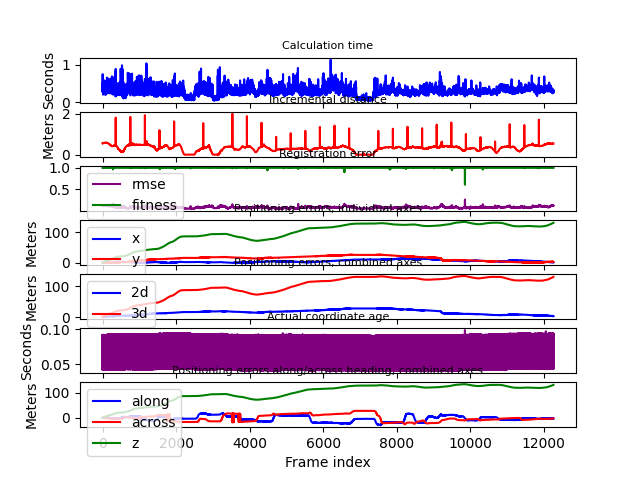 Calculation time
1
0
Seconds
Incremental distance
2
0
Meters
Registration error
1.0
0.5
rmse
fitness
Positioning errors, individual axes
100
0
Meters
x
y
Positioning errors, combined axes
100
0
Meters
2d
3d
Actual coordinate age
0.10
0.05
Seconds
Positioning errors along/across heading, combined axes
100
0
Meters
along
across
z
0 2000 4000 6000 8000 10000 12000
Frame index